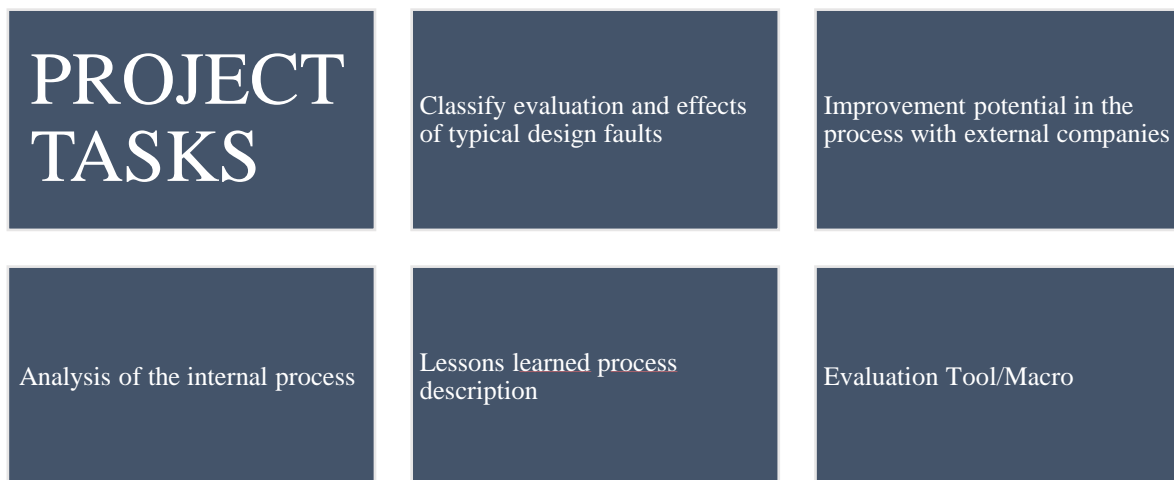 PROJECT
TASKS
Classify evaluation and effects
of typical design faults
Improvement potential in the
process with external companies
Analysis of the internal process
Lessons learned process
description
Evaluation Tool/Macro